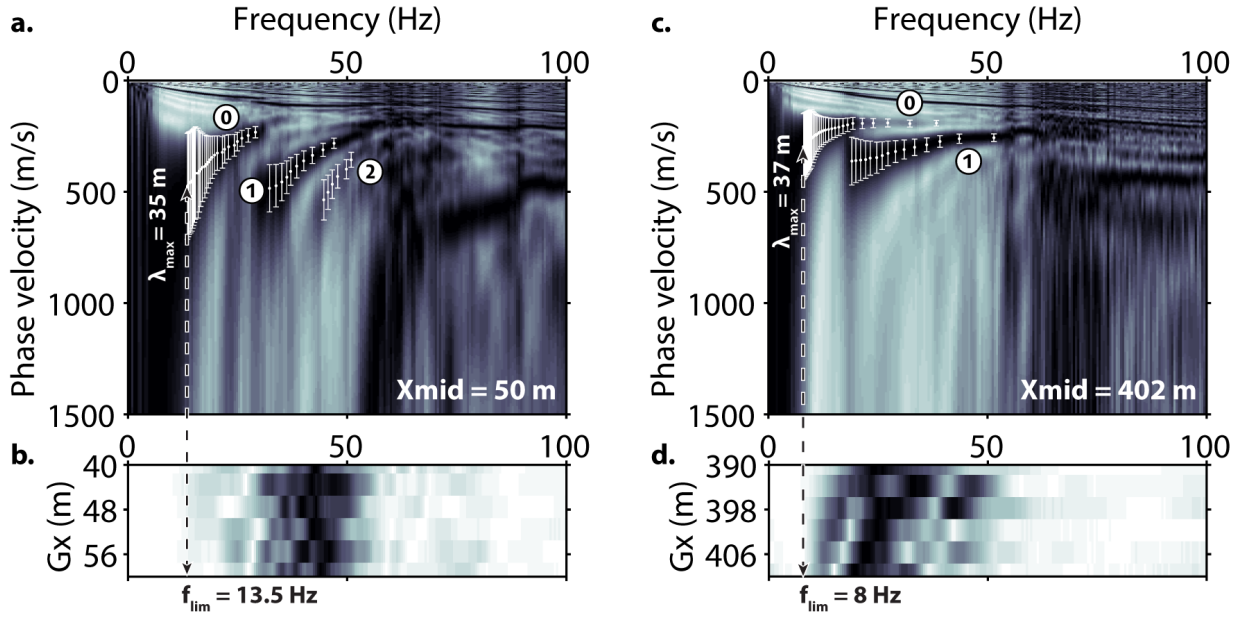 a.
Frequency (Hz)
0 50 100
0
500
1000
1500
Phase velocity (m/s)
0
1
2
λmax = 35 m
Xmid = 50 m
b.
0 50 100
40
48
56
Gx (m)
flim = 13.5 Hz
c.
Frequency (Hz)
0 50 100
0
500
1000
1500
Phase velocity (m/s)
0
1
λmax = 37 m
Xmid = 402 m
d.
0 50 100
390
398
406
Gx (m)
flim = 8 Hz